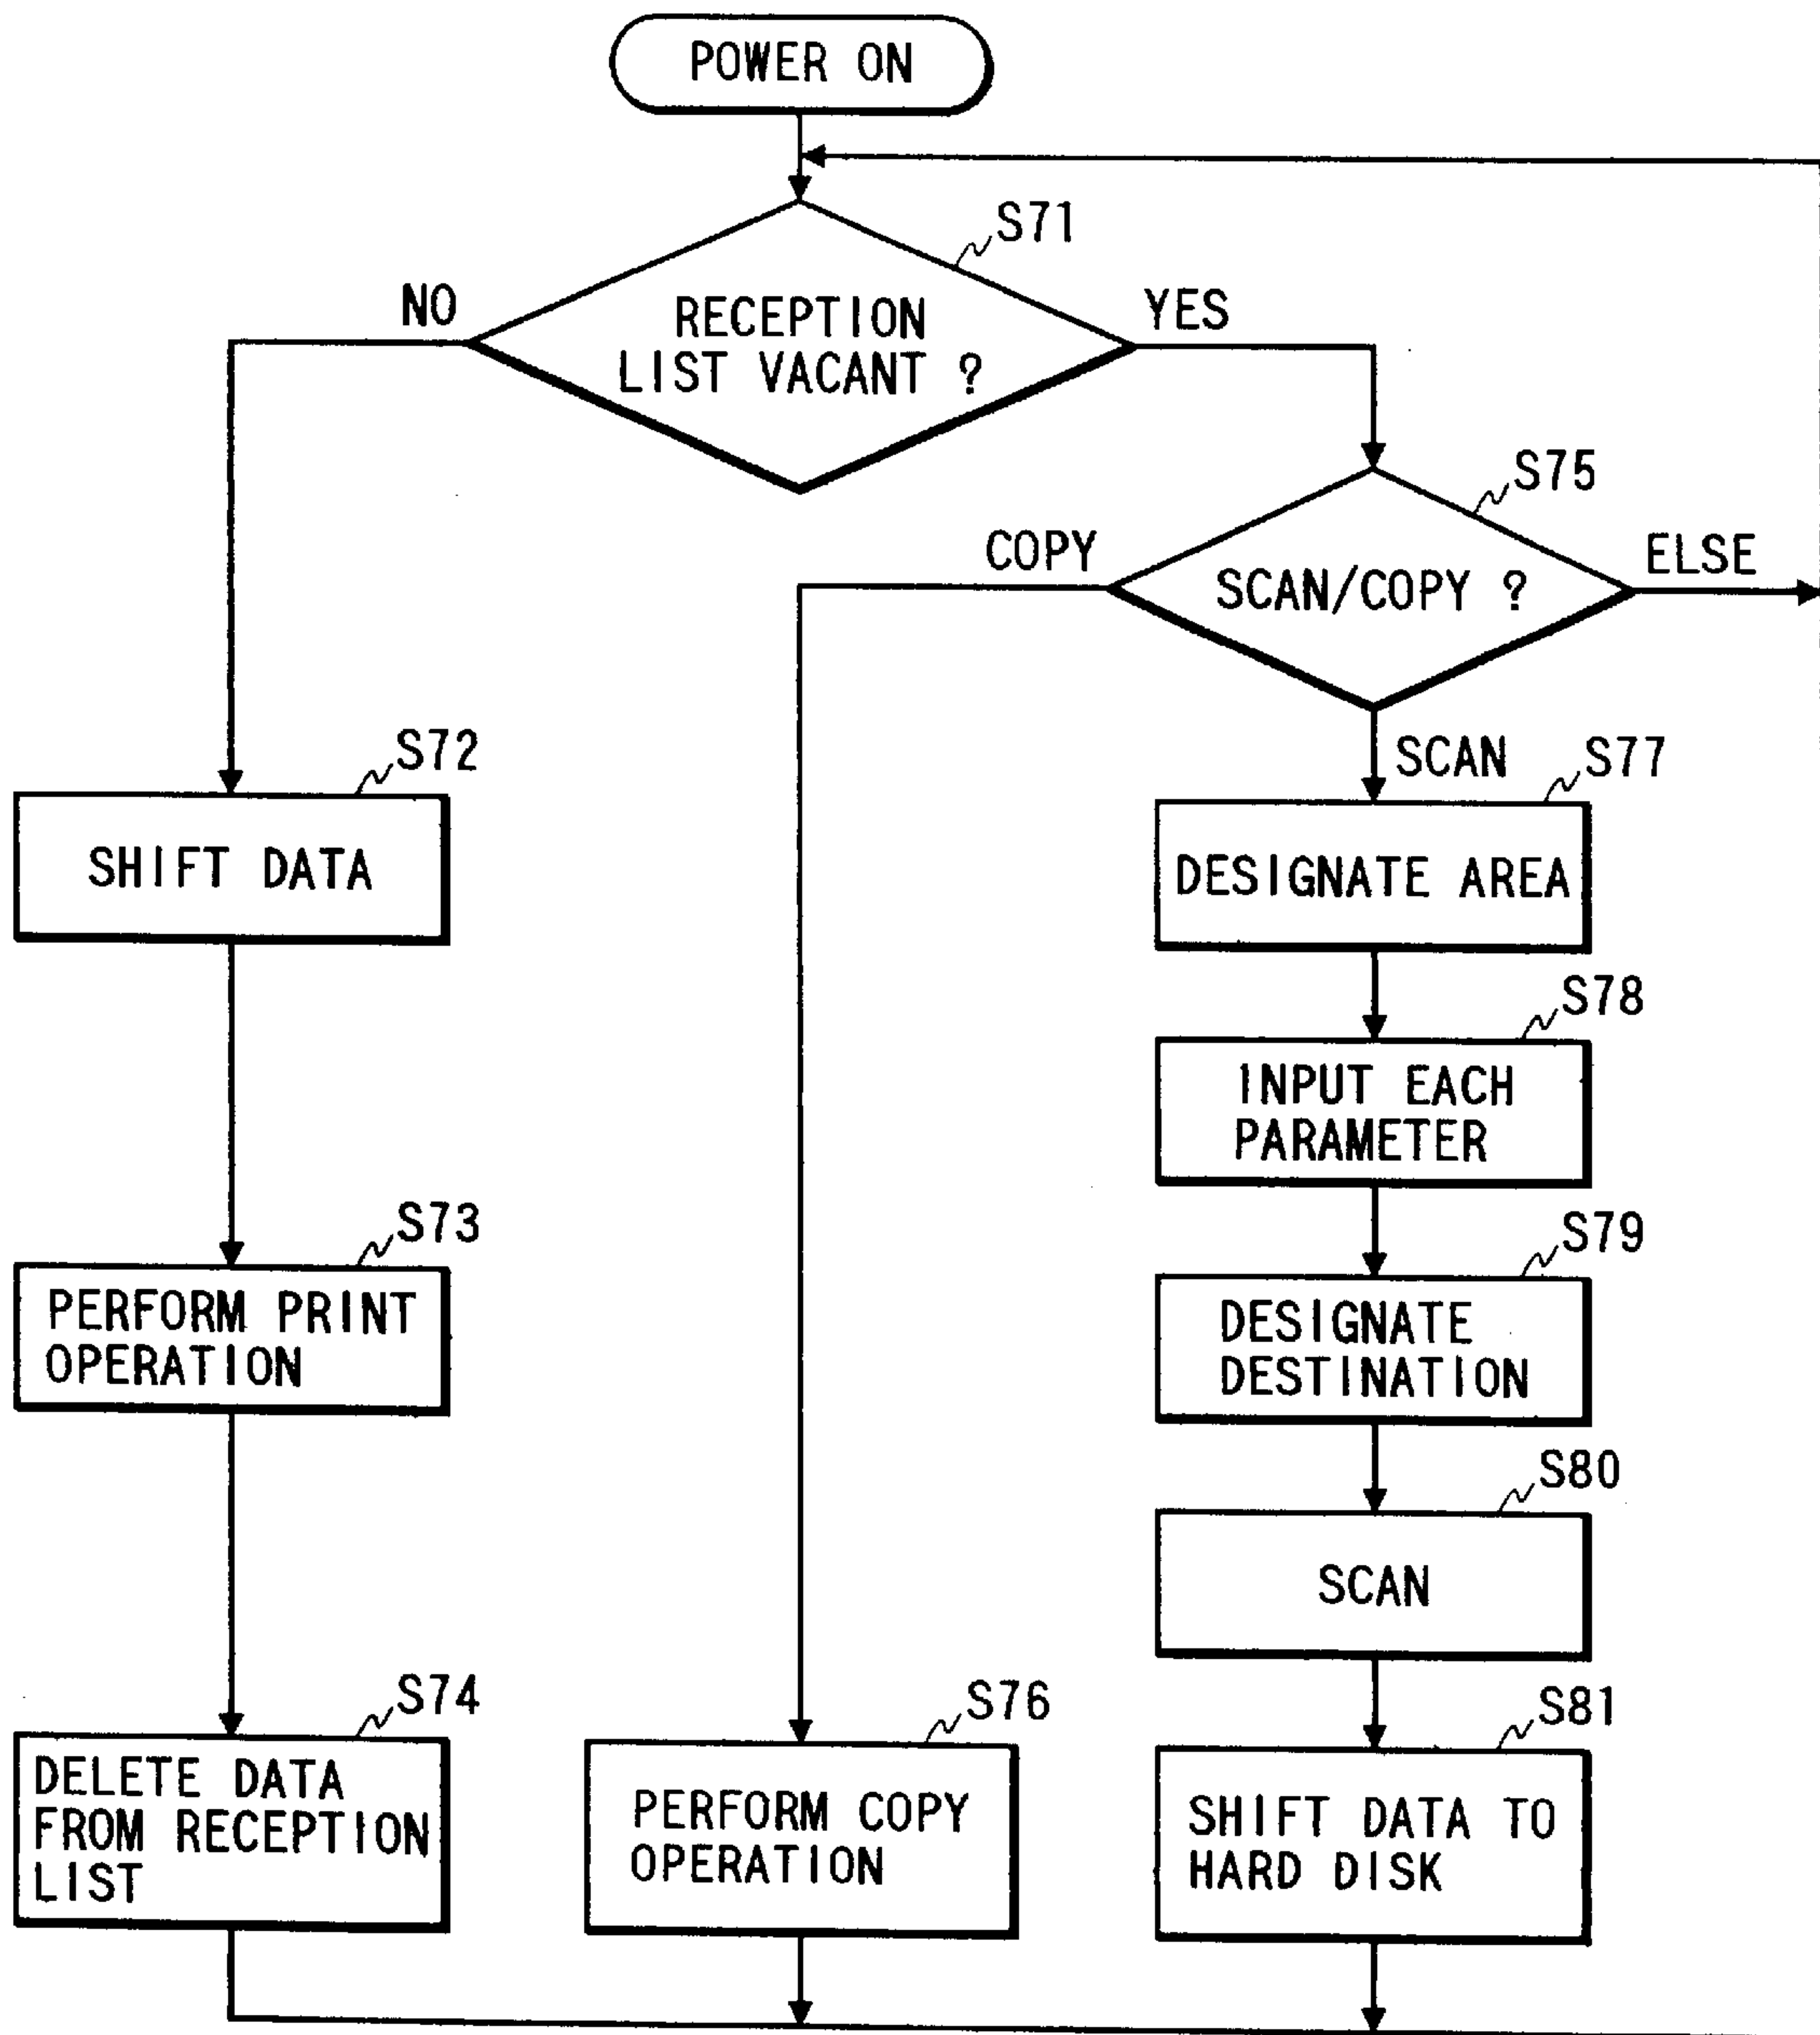 POWER ON
S71
NO
YES
RECEPTION
LIST VACANT ?
S75
COPY
ELSE
SCAN/COPY ?
S72
SCAN
S77
SHIFT DATA
DESIGNATE AREA
S78
INPUT EACH
PARAMETER
S73
S79
PERFORM PRINT
OPERATION
DESIGNATE
DESTINATION
S80
SCAN
S74
S76
S81
DELETE DATA
FROM RECEPTION
LIST
PERFORM COPY
OPERATION
SHIFT DATA TO
HARD DISK